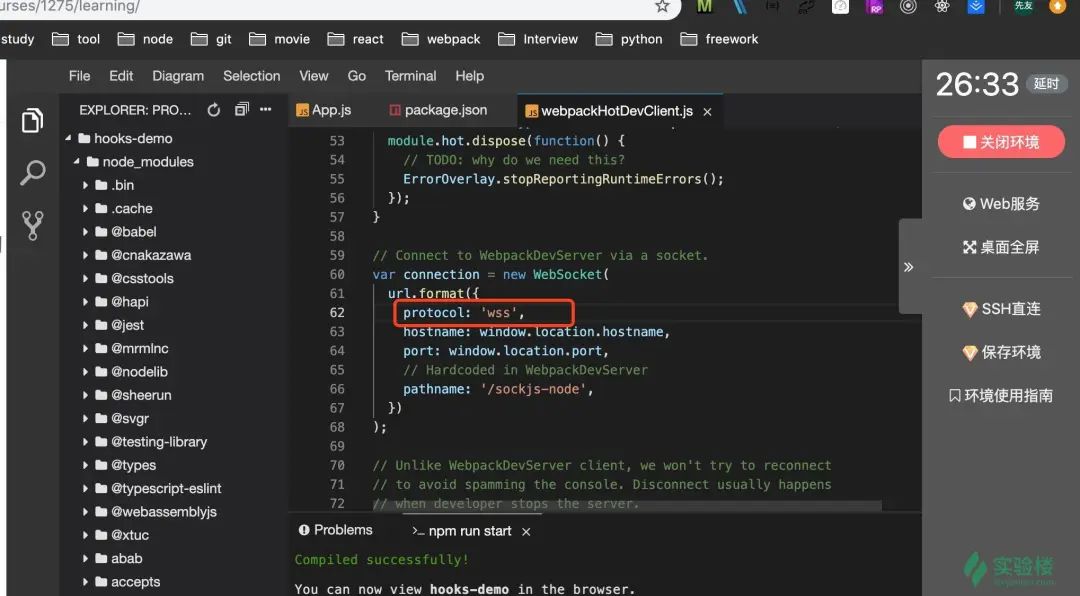 urses/1275/learning/
study tool node git movie react webpack Interview python freework
File Edit Diagram Selection View Go Terminal Help
26:33 延时
EXPLORER: PRO...
App.js package.json webpackHotDevClient.js
关闭环境
Web服务
桌面全屏
SSH直连
保存环境
环境使用指南
hooks-demo
node_modules
.bin
.cache
@babel
@cnakazawa
@csstools
@hapi
@jest
@mrmlnc
@nodelib
@sheerun
@svgr
@testing-library
@types
@typescript-eslint
@webassemblyjs
@xtuc
abab
accepts
53 module.hot.dispose(function() {
54 // TODO: why do we need this?
55 ErrorOverlay.stopReportingRuntimeErrors();
56 });
57 }
58
59 // Connect to WebpackDevServer via a socket.
60 var connection = new WebSocket(
61 url.format({
62 protocol: 'wss',
63 hostname: window.location.hostname,
64 port: window.location.port,
65 // Hardcoded in WebpackDevServer
66 pathname: '/sockjs-node',
67 })
68 );
69
70 // Unlike WebpackDevServer client, we won't try to reconnect
71 // to avoid spamming the console. Disconnect usually happens
72 // when developer stops the server.
Problems >_ npm run start
Compiled successfully!
You can now view hooks-demo in the browser.
实验楼